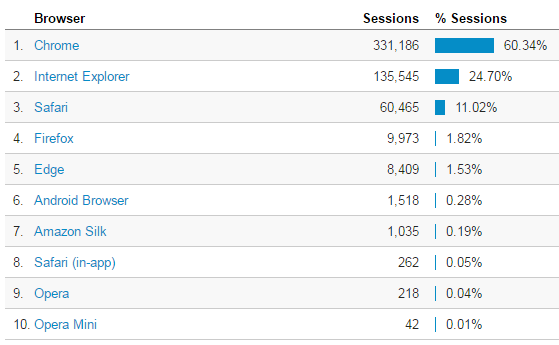 Browser Sessions % Sessions
1. Chrome 331,186 60.34%
2. Internet Explorer 135,545 24.70%
3. Safari 60,465 11.02%
4. Firefox 9,973 1.82%
5. Edge 8,409 1.53%
6. Android Browser 1,518 0.28%
7. Amazon Silk 1,035 0.19%
8. Safari (in-app) 262 0.05%
9. Opera 218 0.04%
10. Opera Mini 42 0.01%